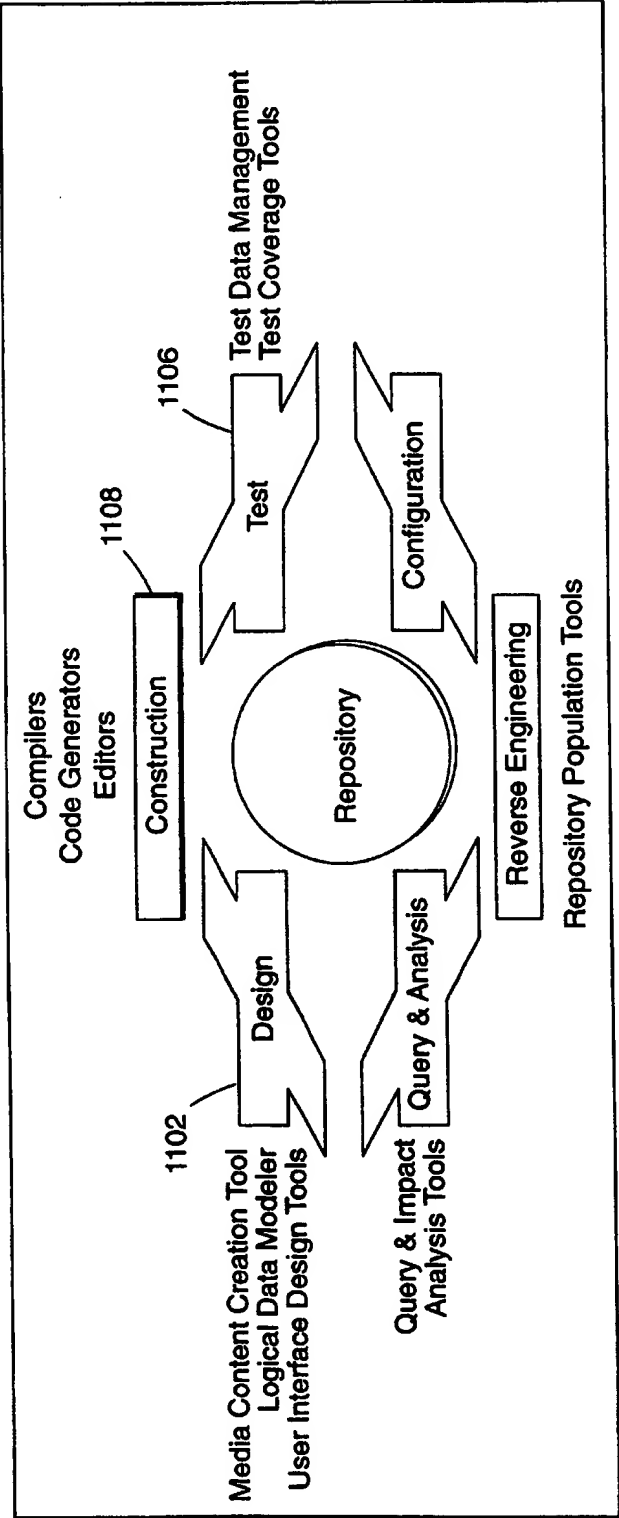 Compilers
Code Generators
Editors
1108
Construction
1102
Design
Media Content Creation Tool
Logical Data Modeler
User Interface Design Tools
1106
Test
Test Data Management
Test Coverage Tools
Repository
Query & Analysis
Query & Impact
Analysis Tools
Configuration
Reverse Engineering
Repository Population Tools